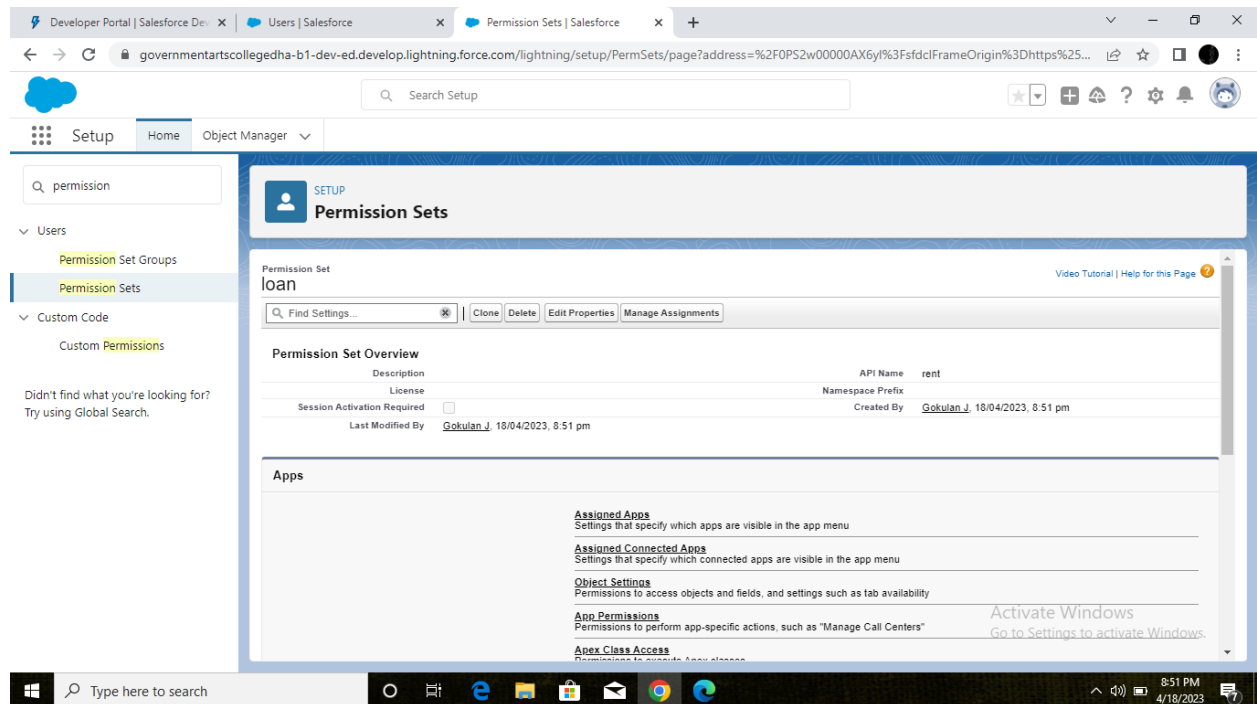 Developer Portal | Salesforce Dev
Users | Salesforce
Permission Sets | Salesforce
governmentartscollegedha-b1-dev-ed.develop.lightning.force.com/lightning/setup/PermSets/page?address=%2F0PS2w00000AX6yl%3FsfdcIFrameOrigin%3Dhttps%25...
Search Setup
Setup
Home
Object Manager
permission
Users
Permission Set Groups
Permission Sets
Custom Code
Custom Permissions
Didn't find what you're looking for?
Try using Global Search.
SETUP
Permission Sets
Permission Set
loan
Video Tutorial | Help for this Page
Find Settings...
Clone Delete Edit Properties Manage Assignments
Permission Set Overview
Description
API Name rent
License
Namespace Prefix
Session Activation Required
Created By Gokulan J, 18/04/2023, 8:51 pm
Last Modified By Gokulan J, 18/04/2023, 8:51 pm
Apps
Assigned Apps
Settings that specify which apps are visible in the app menu
Assigned Connected Apps
Settings that specify which connected apps are visible in the app menu
Object Settings
Permissions to access objects and fields, and settings such as tab availability
App Permissions
Permissions to perform app-specific actions, such as "Manage Call Centers"
Apex Class Access
Permissions to execute Apex classes
Activate Windows
Go to Settings to activate Windows.
Type here to search
8:51 PM
4/18/2023
7